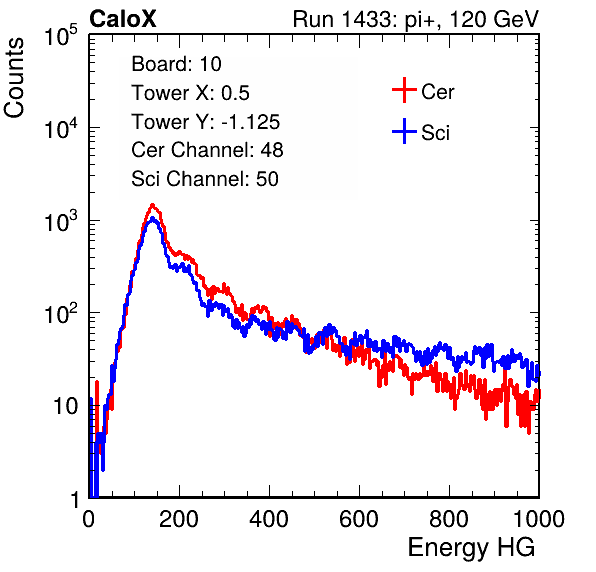 CaloX Run 1433: pi+, 120 GeV
Counts
Board: 10
Tower X: 0.5
Tower Y: -1.125
Cer Channel: 48
Sci Channel: 50
Cer
Sci
10^5
10^4
10^3
10^2
10
1
0 200 400 600 800 1000
Energy HG